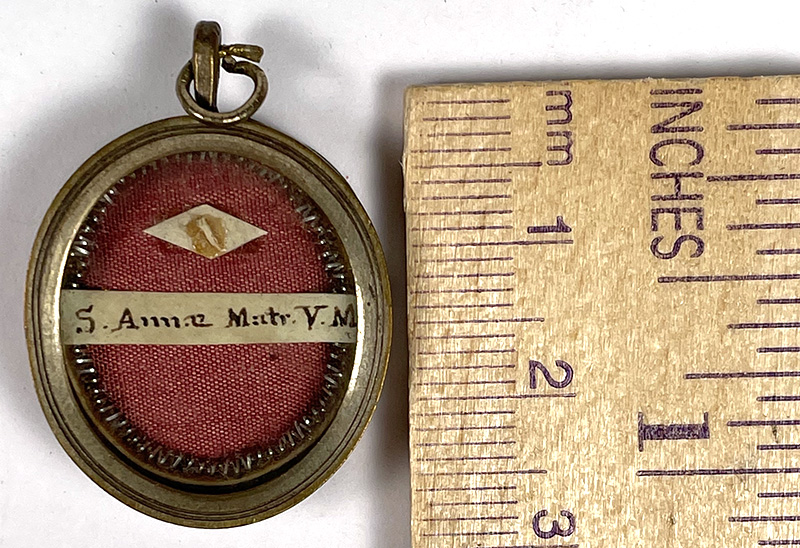 S. Annæ Matr. V. M
mm
1
2
3
INCHES
1